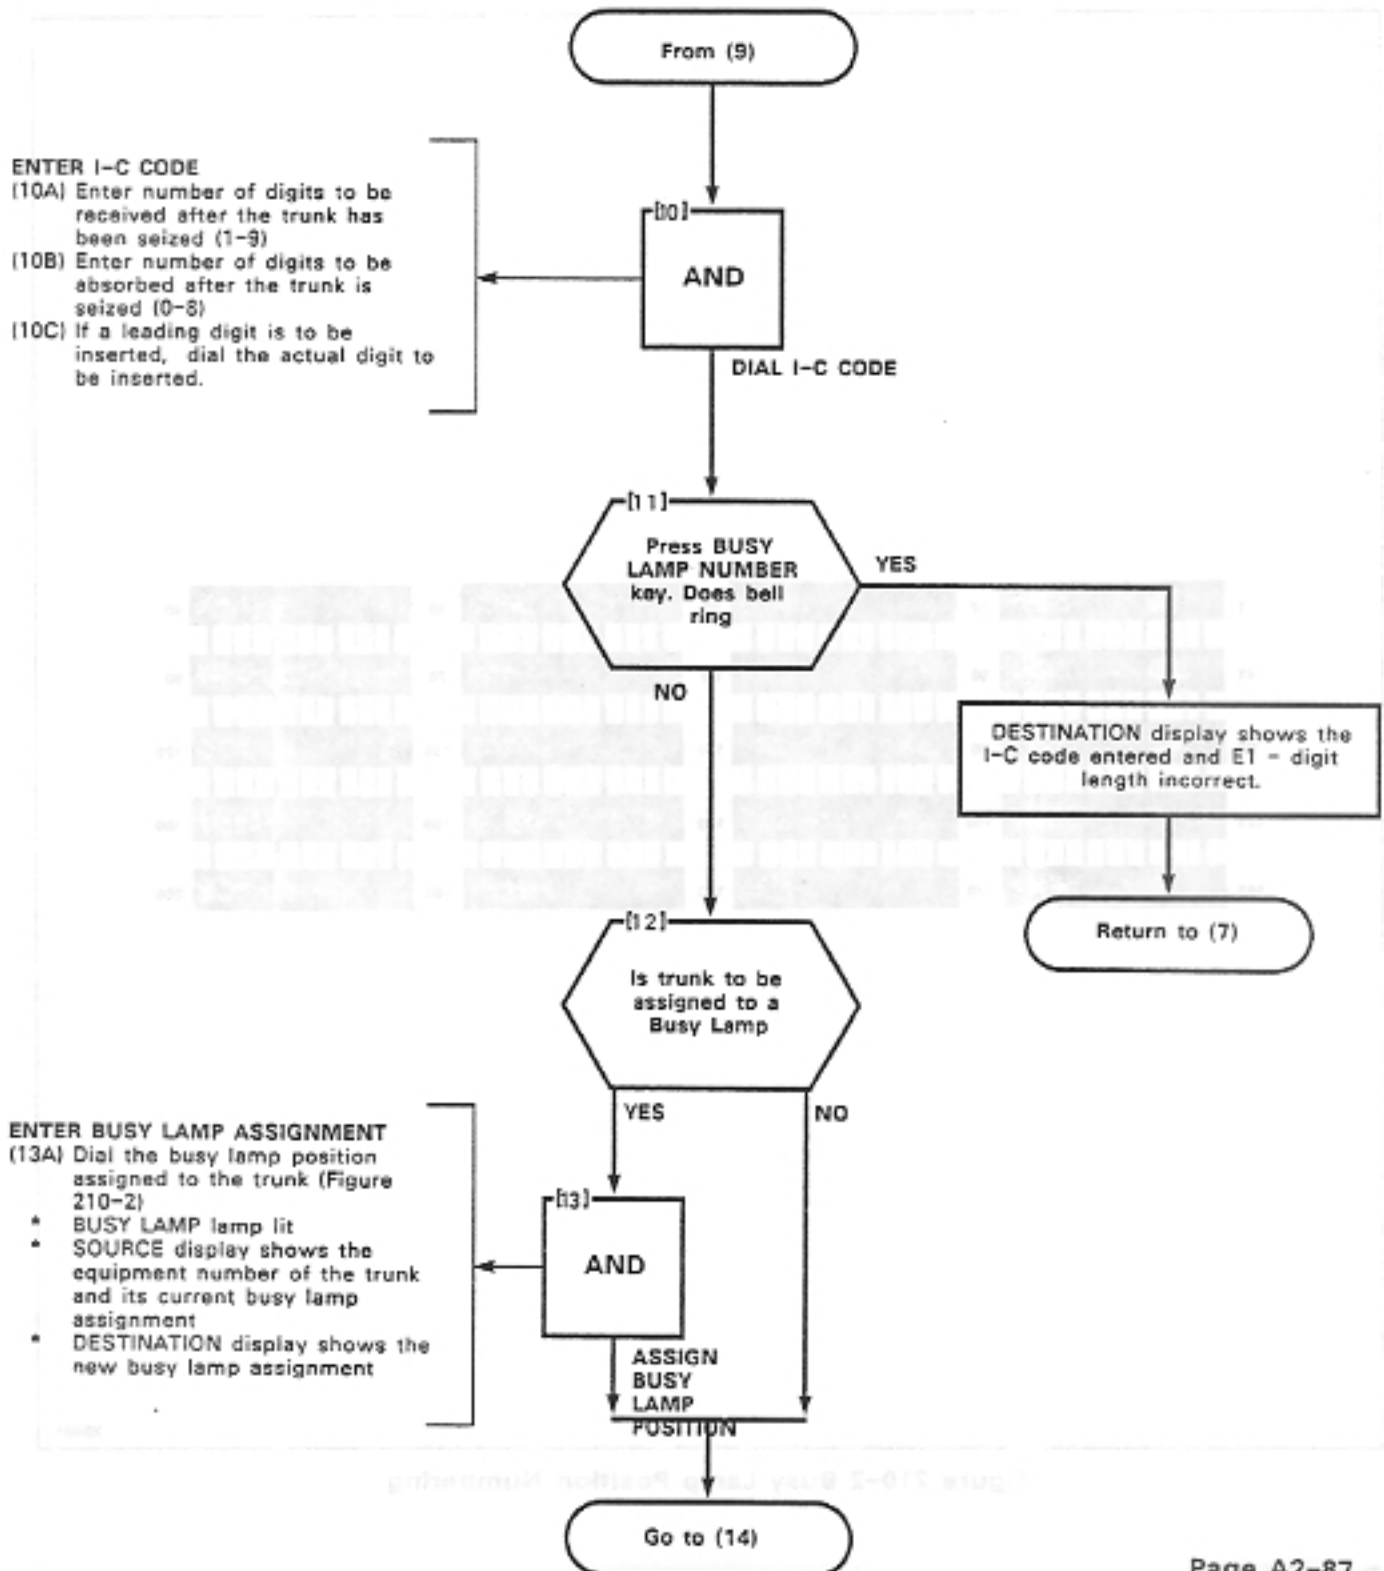 From (9)
ENTER I-C CODE
(10A) Enter number of digits to be
received after the trunk has
been seized (1-9)
(10B) Enter number of digits to be
absorbed after the trunk is
seized (0-8)
(10C) If a leading digit is to be
inserted, dial the actual digit to
be inserted.
[10]
AND
DIAL I-C CODE
[11]
Press BUSY
LAMP NUMBER
key. Does bell
ring
YES
NO
DESTINATION display shows the
I-C code entered and E1 - digit
length incorrect.
Return to (7)
[12]
Is trunk to be
assigned to a
Busy Lamp
YES
NO
ENTER BUSY LAMP ASSIGNMENT
(13A) Dial the busy lamp position
assigned to the trunk (Figure
210-2)
* BUSY LAMP lamp lit
* SOURCE display shows the
equipment number of the trunk
and its current busy lamp
assignment
* DESTINATION display shows the
new busy lamp assignment
[13]
AND
ASSIGN
BUSY
LAMP
POSITION
Figure 210-2 Busy Lamp Position Numbering
Go to (14)
Page A2-87